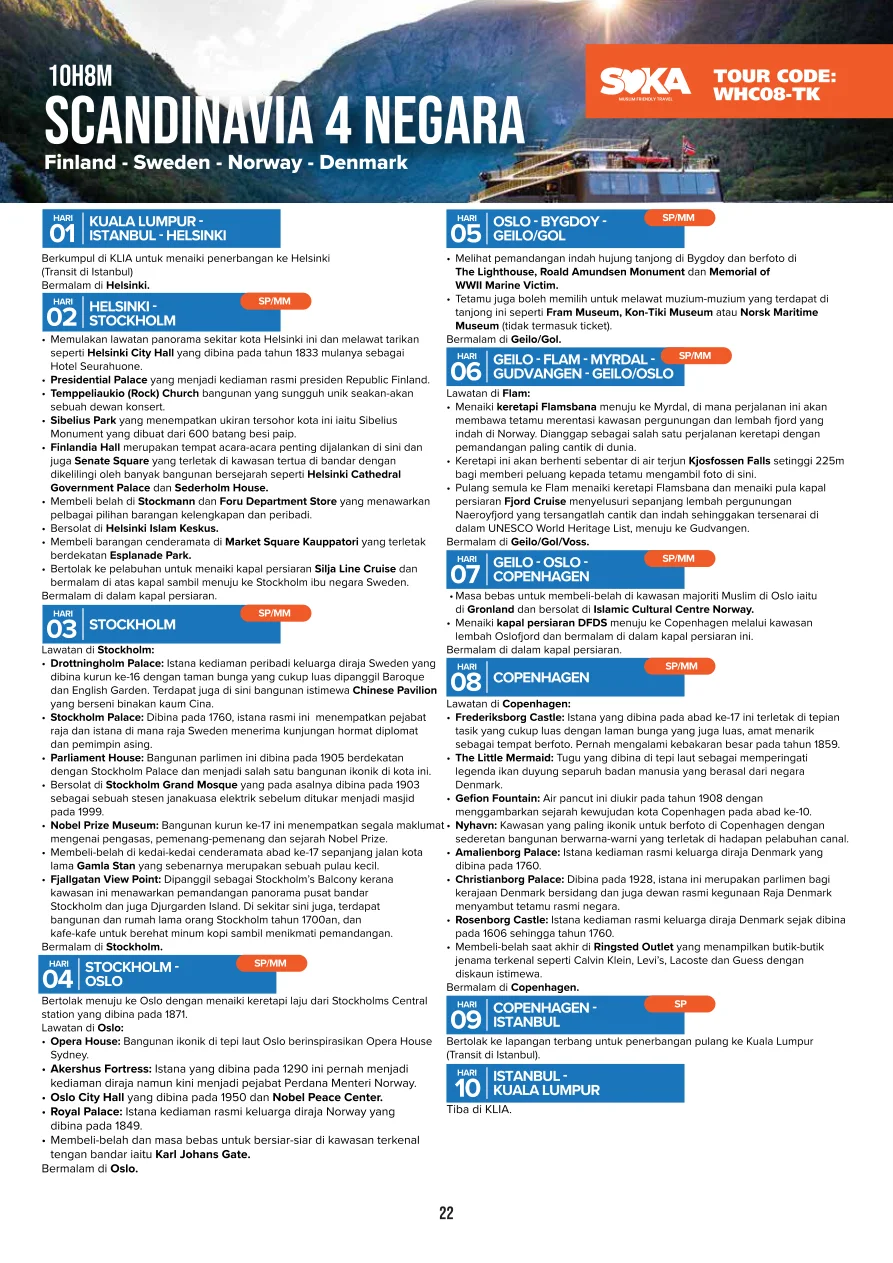 10H8M
SCANDINAVIA 4 NEGARA
Finland - Sweden - Norway - Denmark
SOKA
MUSLIM FRIENDLY TRAVEL
TOUR CODE:
WHC08-TK
HARI
01
KUALA LUMPUR -
ISTANBUL - HELSINKI
Berkumpul di KLIA untuk menaiki penerbangan ke Helsinki
(Transit di Istanbul)
Bermalam di Helsinki.
HARI
02
HELSINKI -
STOCKHOLM
SP/MM
• Memulakan lawatan panorama sekitar kota Helsinki ini dan melawat tarikan
seperti Helsinki City Hall yang dibina pada tahun 1833 mulanya sebagai
Hotel Seurahuone.
• Presidential Palace yang menjadi kediaman rasmi presiden Republic Finland.
• Temppeliaukio (Rock) Church bangunan yang sungguh unik seakan-akan
sebuah dewan konsert.
• Sibelius Park yang menempatkan ukiran tersohor kota ini iaitu Sibelius
Monument yang dibuat dari 600 batang besi paip.
• Finlandia Hall merupakan tempat acara-acara penting dijalankan di sini dan
juga Senate Square yang terletak di kawasan tertua di bandar dengan
dikelilingi oleh banyak bangunan bersejarah seperti Helsinki Cathedral
Government Palace dan Sederholm House.
• Membeli belah di Stockmann dan Foru Department Store yang menawarkan
pelbagai pilihan barangan kelengkapan dan peribadi.
• Bersolat di Helsinki Islam Keskus.
• Membeli barangan cenderamata di Market Square Kauppatori yang terletak
berdekatan Esplanade Park.
• Bertolak ke pelabuhan untuk menaiki kapal persiaran Silja Line Cruise dan
bermalam di atas kapal sambil menuju ke Stockholm ibu negara Sweden.
Bermalam di dalam kapal persiaran.
HARI
03
STOCKHOLM
SP/MM
Lawatan di Stockholm:
• Drottningholm Palace: Istana kediaman peribadi keluarga diraja Sweden yang
dibina kurun ke-16 dengan taman bunga yang cukup luas dipanggil Baroque
dan English Garden. Terdapat juga di sini bangunan istimewa Chinese Pavilion
yang berseni binakan kaum Cina.
• Stockholm Palace: Dibina pada 1760, istana rasmi ini menempatkan pejabat
raja dan istana di mana raja Sweden menerima kunjungan hormat diplomat
dan pemimpin asing.
• Parliament House: Bangunan parlimen ini dibina pada 1905 berdekatan
dengan Stockholm Palace dan menjadi salah satu bangunan ikonik di kota ini.
• Bersolat di Stockholm Grand Mosque yang pada asalnya dibina pada 1903
sebagai sebuah stesen janakuasa elektrik sebelum ditukar menjadi masjid
pada 1999.
• Nobel Prize Museum: Bangunan kurun ke-17 ini menempatkan segala maklumat
mengenai pengasas, pemenang-pemenang dan sejarah Nobel Prize.
• Membeli-belah di kedai-kedai cenderamata abad ke-17 sepanjang jalan kota
lama Gamla Stan yang sebenarnya merupakan sebuah pulau kecil.
• Fjallgatan View Point: Dipanggil sebagai Stockholm's Balcony kerana
kawasan ini menawarkan pemandangan panorama pusat bandar
Stockholm dan juga Djurgarden Island. Di sekitar sini juga, terdapat
bangunan dan rumah lama orang Stockholm tahun 1700an, dan
kafe-kafe untuk berehat minum kopi sambil menikmati pemandangan.
Bermalam di Stockholm.
HARI
04
STOCKHOLM -
OSLO
SP/MM
Bertolak menuju ke Oslo dengan menaiki keretapi laju dari Stockholms Central
station yang dibina pada 1871.
Lawatan di Oslo:
• Opera House: Bangunan ikonik di tepi laut Oslo berinspirasikan Opera House
Sydney.
• Akershus Fortress: Istana yang dibina pada 1290 ini pernah menjadi
kediaman diraja namun kini menjadi pejabat Perdana Menteri Norway.
• Oslo City Hall yang dibina pada 1950 dan Nobel Peace Center.
• Royal Palace: Istana kediaman rasmi keluarga diraja Norway yang
dibina pada 1849.
• Membeli-belah dan masa bebas untuk bersiar-siar di kawasan terkenal
tengan bandar iaitu Karl Johans Gate.
Bermalam di Oslo.
HARI
05
OSLO - BYGDOY -
GEILO/GOL
SP/MM
• Melihat pemandangan indah hujung tanjong di Bygdoy dan berfoto di
The Lighthouse, Roald Amundsen Monument dan Memorial of
WWII Marine Victim.
• Tetamu juga boleh memilih untuk melawat muzium-muzium yang terdapat di
tanjong ini seperti Fram Museum, Kon-Tiki Museum atau Norsk Maritime
Museum (tidak termasuk ticket).
Bermalam di Geilo/Gol.
HARI
06
GEILO - FLAM - MYRDAL -
GUDVANGEN - GEILO/OSLO
SP/MM
Lawatan di Flam:
• Menaiki keretapi Flamsbana menuju ke Myrdal, di mana perjalanan ini akan
membawa tetamu merentasi kawasan pergunungan dan lembah fjord yang
indah di Norway. Dianggap sebagai salah satu perjalanan keretapi dengan
pemandangan paling cantik di dunia.
• Keretapi ini akan berhenti sebentar di air terjun Kjosfossen Falls setinggi 225m
bagi memberi peluang kepada tetamu mengambil foto di sini.
• Pulang semula ke Flam menaiki keretapi Flamsbana dan menaiki pula kapal
persiaran Fjord Cruise menyelusuri sepanjang lembah pergunungan
Naeroyfjord yang tersangatlah cantik dan indah sehinggakan tersenarai di
dalam UNESCO World Heritage List, menuju ke Gudvangen.
Bermalam di Geilo/Gol/Voss.
HARI
07
GEILO - OSLO -
COPENHAGEN
SP/MM
• Masa bebas untuk membeli-belah di kawasan majoriti Muslim di Oslo iaitu
di Gronland dan bersolat di Islamic Cultural Centre Norway.
• Menaiki kapal persiaran DFDS menuju ke Copenhagen melalui kawasan
lembah Oslofjord dan bermalam di dalam kapal persiaran ini.
Bermalam di dalam kapal persiaran.
HARI
08
COPENHAGEN
SP/MM
Lawatan di Copenhagen:
• Frederiksborg Castle: Istana yang dibina pada abad ke-17 ini terletak di tepian
tasik yang cukup luas dengan laman bunga yang juga luas, amat menarik
sebagai tempat berfoto. Pernah mengalami kebakaran besar pada tahun 1859.
• The Little Mermaid: Tugu yang dibina di tepi laut sebagai memperingati
legenda ikan duyung separuh badan manusia yang berasal dari negara
Denmark.
• Gefion Fountain: Air pancut ini diukir pada tahun 1908 dengan
menggambarkan sejarah kewujudan kota Copenhagen pada abad ke-10.
• Nyhavn: Kawasan yang paling ikonik untuk berfoto di Copenhagen dengan
sederetan bangunan berwarna-warni yang terletak di hadapan pelabuhan canal.
• Amalienborg Palace: Istana kediaman rasmi keluarga diraja Denmark yang
dibina pada 1760.
• Christianborg Palace: Dibina pada 1928, istana ini merupakan parlimen bagi
kerajaan Denmark bersidang dan juga dewan rasmi kegunaan Raja Denmark
menyambut tetamu rasmi negara.
• Rosenborg Castle: Istana kediaman rasmi keluarga diraja Denmark sejak dibina
pada 1606 sehingga tahun 1760.
• Membeli-belah saat akhir di Ringsted Outlet yang menampilkan butik-butik
jenama terkenal seperti Calvin Klein, Levi's, Lacoste dan Guess dengan
diskaun istimewa.
Bermalam di Copenhagen.
HARI
09
COPENHAGEN -
ISTANBUL
SP
Bertolak ke lapangan terbang untuk penerbangan pulang ke Kuala Lumpur
(Transit di Istanbul).
HARI
10
ISTANBUL -
KUALA LUMPUR
Tiba di KLIA.
22